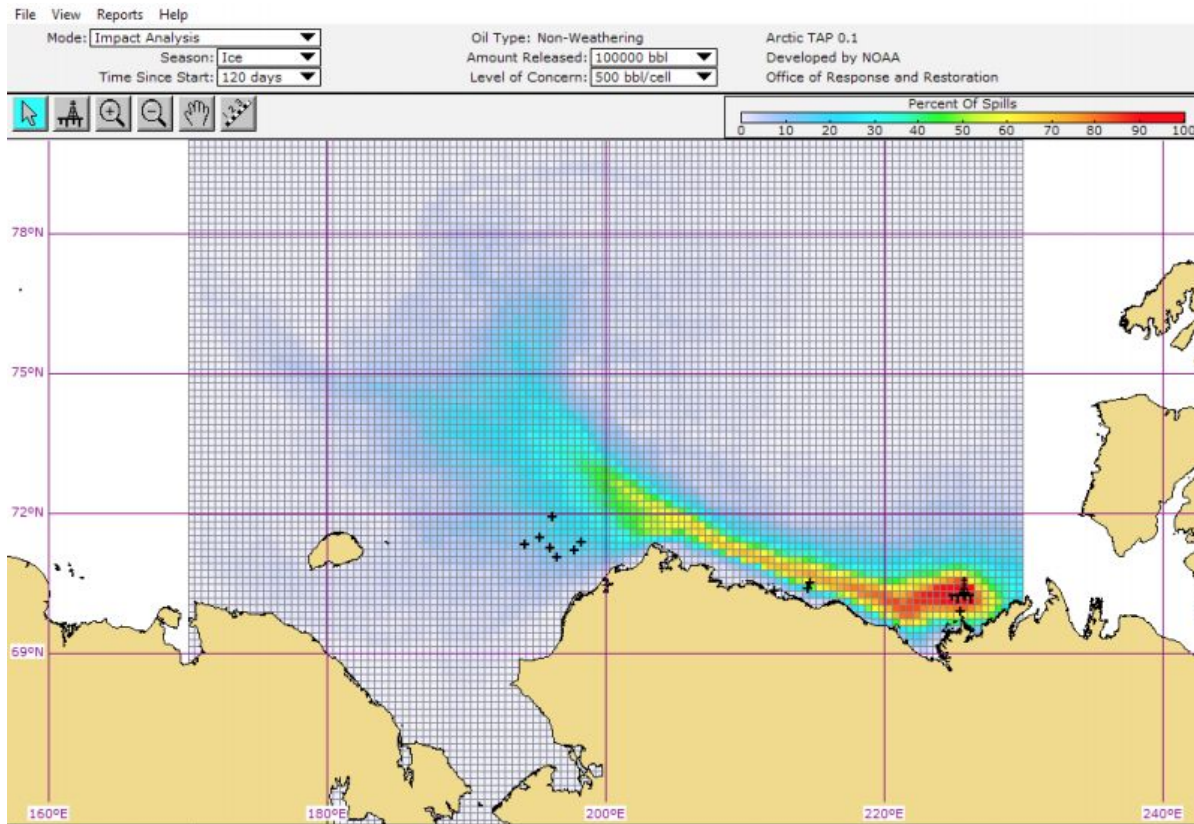 File View Reports Help
Mode: Impact Analysis
Season: Ice
Time Since Start: 120 days
Oil Type: Non-Weathering
Amount Released: 100000 bbl
Level of Concern: 500 bbl/cell
Arctic TAP 0.1
Developed by NOAA
Office of Response and Restoration
Percent Of Spills
0 10 20 30 40 50 60 70 80 90 100
78ºN
75ºN
72ºN
69ºN
160ºE 180ºE 200ºE 220ºE 240ºE